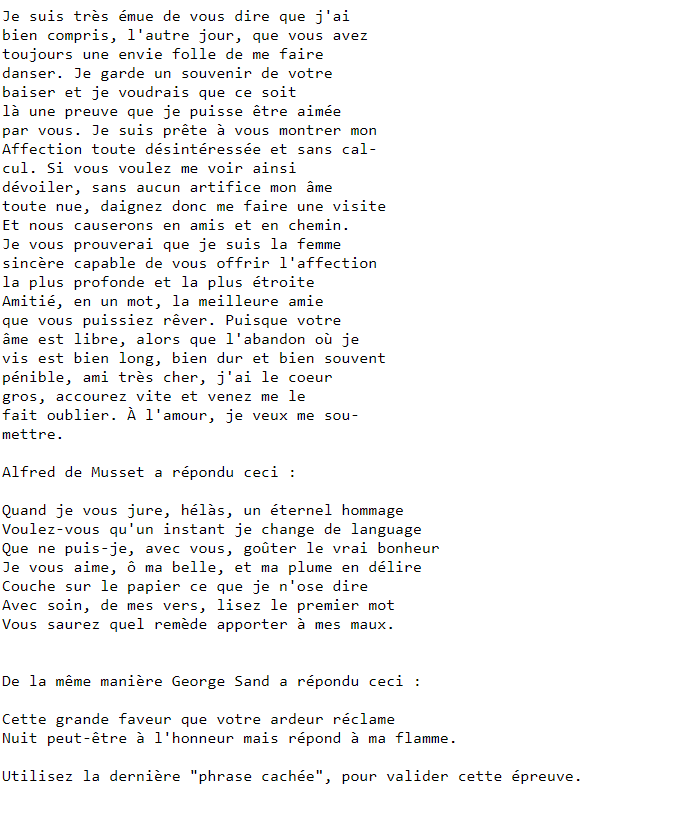 Je suis très émue de vous dire que j'ai
bien compris, l'autre jour, que vous avez
toujours une envie folle de me faire
danser. Je garde un souvenir de votre
baiser et je voudrais que ce soit
là une preuve que je puisse être aimée
par vous. Je suis prête à vous montrer mon
Affection toute désintéressée et sans cal-
cul. Si vous voulez me voir ainsi
dévoiler, sans aucun artifice mon âme
toute nue, daignez donc me faire une visite
Et nous causerons en amis et en chemin.
Je vous prouverai que je suis la femme
sincère capable de vous offrir l'affection
la plus profonde et la plus étroite
Amitié, en un mot, la meilleure amie
que vous puissiez rêver. Puisque votre
âme est libre, alors que l'abandon où je
vis est bien long, bien dur et bien souvent
pénible, ami très cher, j'ai le coeur
gros, accourez vite et venez me le
fait oublier. À l'amour, je veux me sou-
mettre.
Alfred de Musset a répondu ceci :
Quand je vous jure, hélàs, un éternel hommage
Voulez-vous qu'un instant je change de language
Que ne puis-je, avec vous, goûter le vrai bonheur
Je vous aime, ô ma belle, et ma plume en délire
Couche sur le papier ce que je n'ose dire
Avec soin, de mes vers, lisez le premier mot
Vous saurez quel remède apporter à mes maux.
De la même manière George Sand a répondu ceci :
Cette grande faveur que votre ardeur réclame
Nuit peut-être à l'honneur mais répond à ma flamme.
Utilisez la dernière "phrase cachée", pour valider cette épreuve.